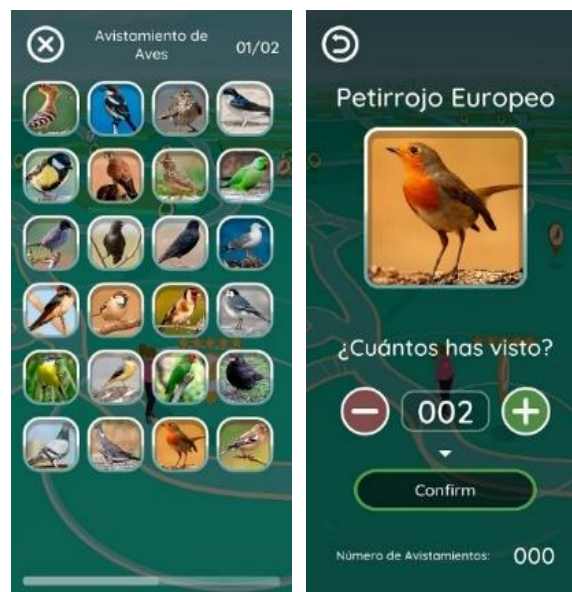 Avistamiento de
Aves
01/02
Petirrojo Europeo
¿Cuántos has visto?
002
Confirm
Número de Avistamientos: 000